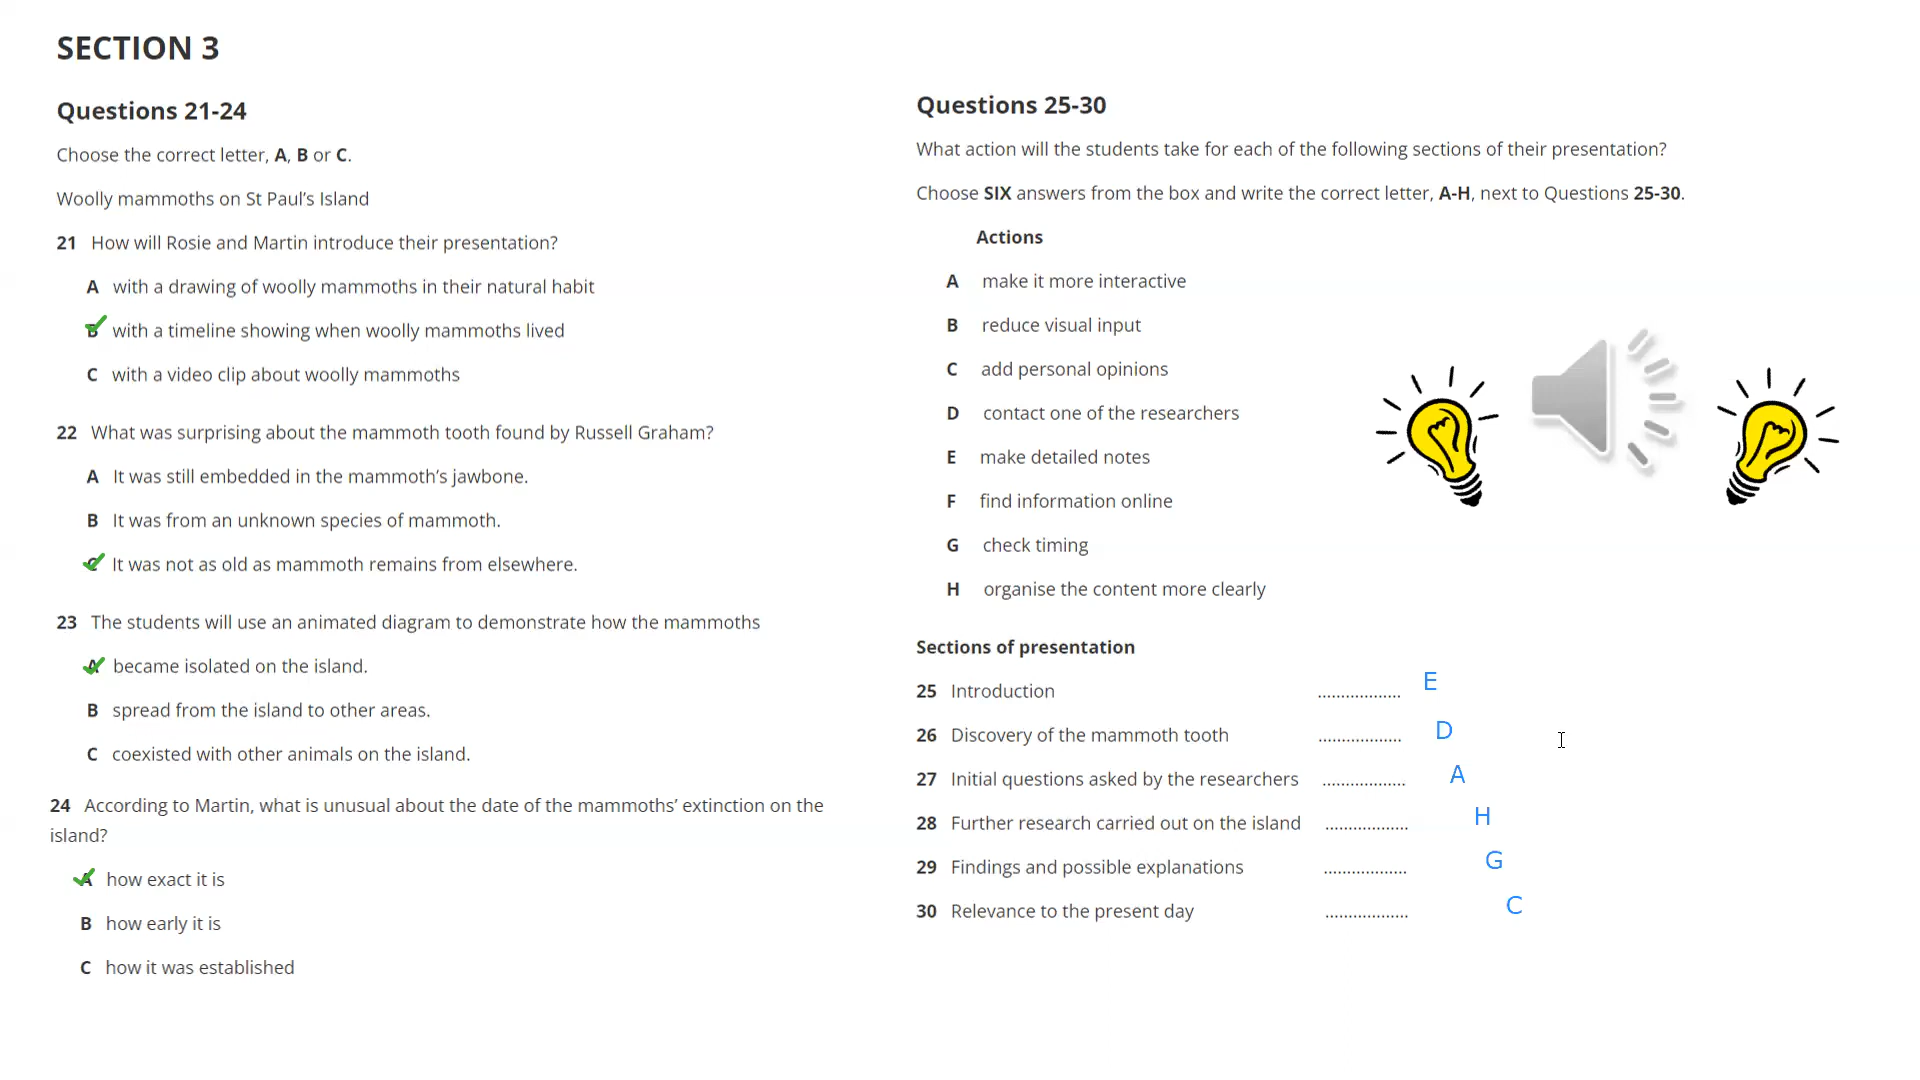 SECTION 3
Questions 21-24
Choose the correct letter, A, B or C.
Woolly mammoths on St Paul's Island
21 How will Rosie and Martin introduce their presentation?
A with a drawing of woolly mammoths in their natural habit
B with a timeline showing when woolly mammoths lived
C with a video clip about woolly mammoths
22 What was surprising about the mammoth tooth found by Russell Graham?
A It was still embedded in the mammoth's jawbone.
B It was from an unknown species of mammoth.
C It was not as old as mammoth remains from elsewhere.
23 The students will use an animated diagram to demonstrate how the mammoths
A became isolated on the island.
B spread from the island to other areas.
C coexisted with other animals on the island.
24 According to Martin, what is unusual about the date of the mammoths' extinction on the
island?
A how exact it is
B how early it is
C how it was established
Questions 25-30
What action will the students take for each of the following sections of their presentation?
Choose SIX answers from the box and write the correct letter, A-H, next to Questions 25-30.
Actions
A make it more interactive
B reduce visual input
C add personal opinions
D contact one of the researchers
E make detailed notes
F find information online
G check timing
H organise the content more clearly
Sections of presentation
25 Introduction .................. E
26 Discovery of the mammoth tooth .................. D
27 Initial questions asked by the researchers .................. A
28 Further research carried out on the island .................. H
29 Findings and possible explanations .................. G
30 Relevance to the present day .................. C